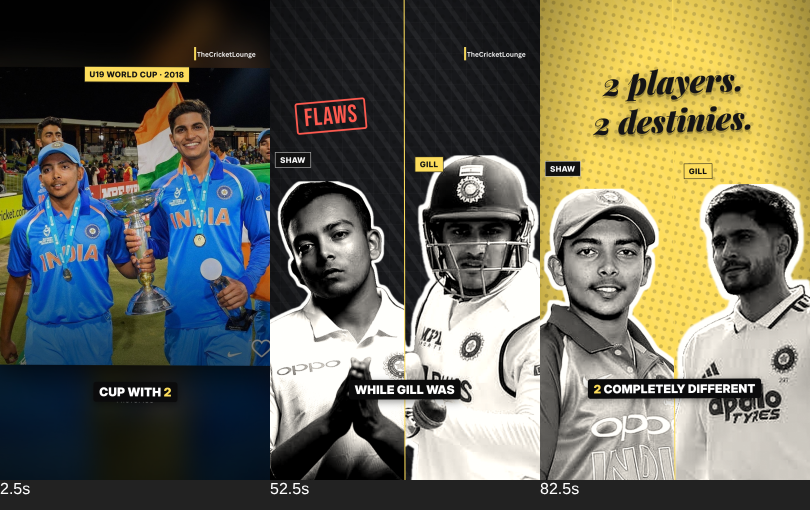 TheCricketLounge
U19 WORLD CUP · 2018
INDIA
INDIA
CUP WITH 2
2.5s
TheCricketLounge
FLAWS
SHAW
GILL
oppo
WHILE GILL WAS
52.5s
2 players.
2 destinies.
SHAW
GILL
2 COMPLETELY DIFFERENT
oppo
apollo
TYRES
IND
82.5s